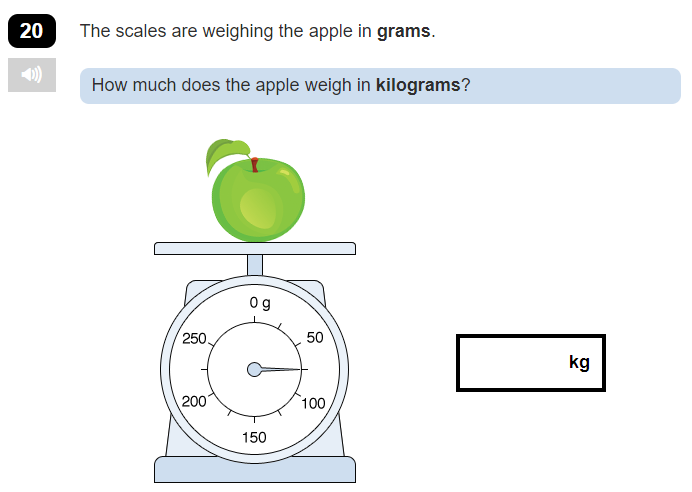 20
The scales are weighing the apple in grams.
How much does the apple weigh in kilograms?
0 g
50
100
150
200
250
kg